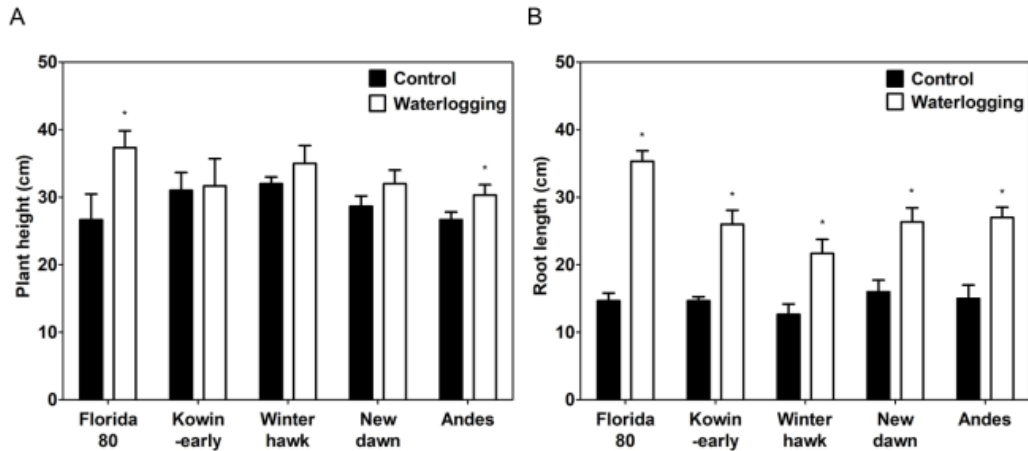 A
Plant height (cm)
50
40
30
20
10
0
Control
Waterlogging
*
*
Florida
80
Kowin
-early
Winter
hawk
New
dawn
Andes
B
Root length (cm)
50
40
30
20
10
0
Control
Waterlogging
*
*
*
*
*
Florida
80
Kowin
-early
Winter
hawk
New
dawn
Andes